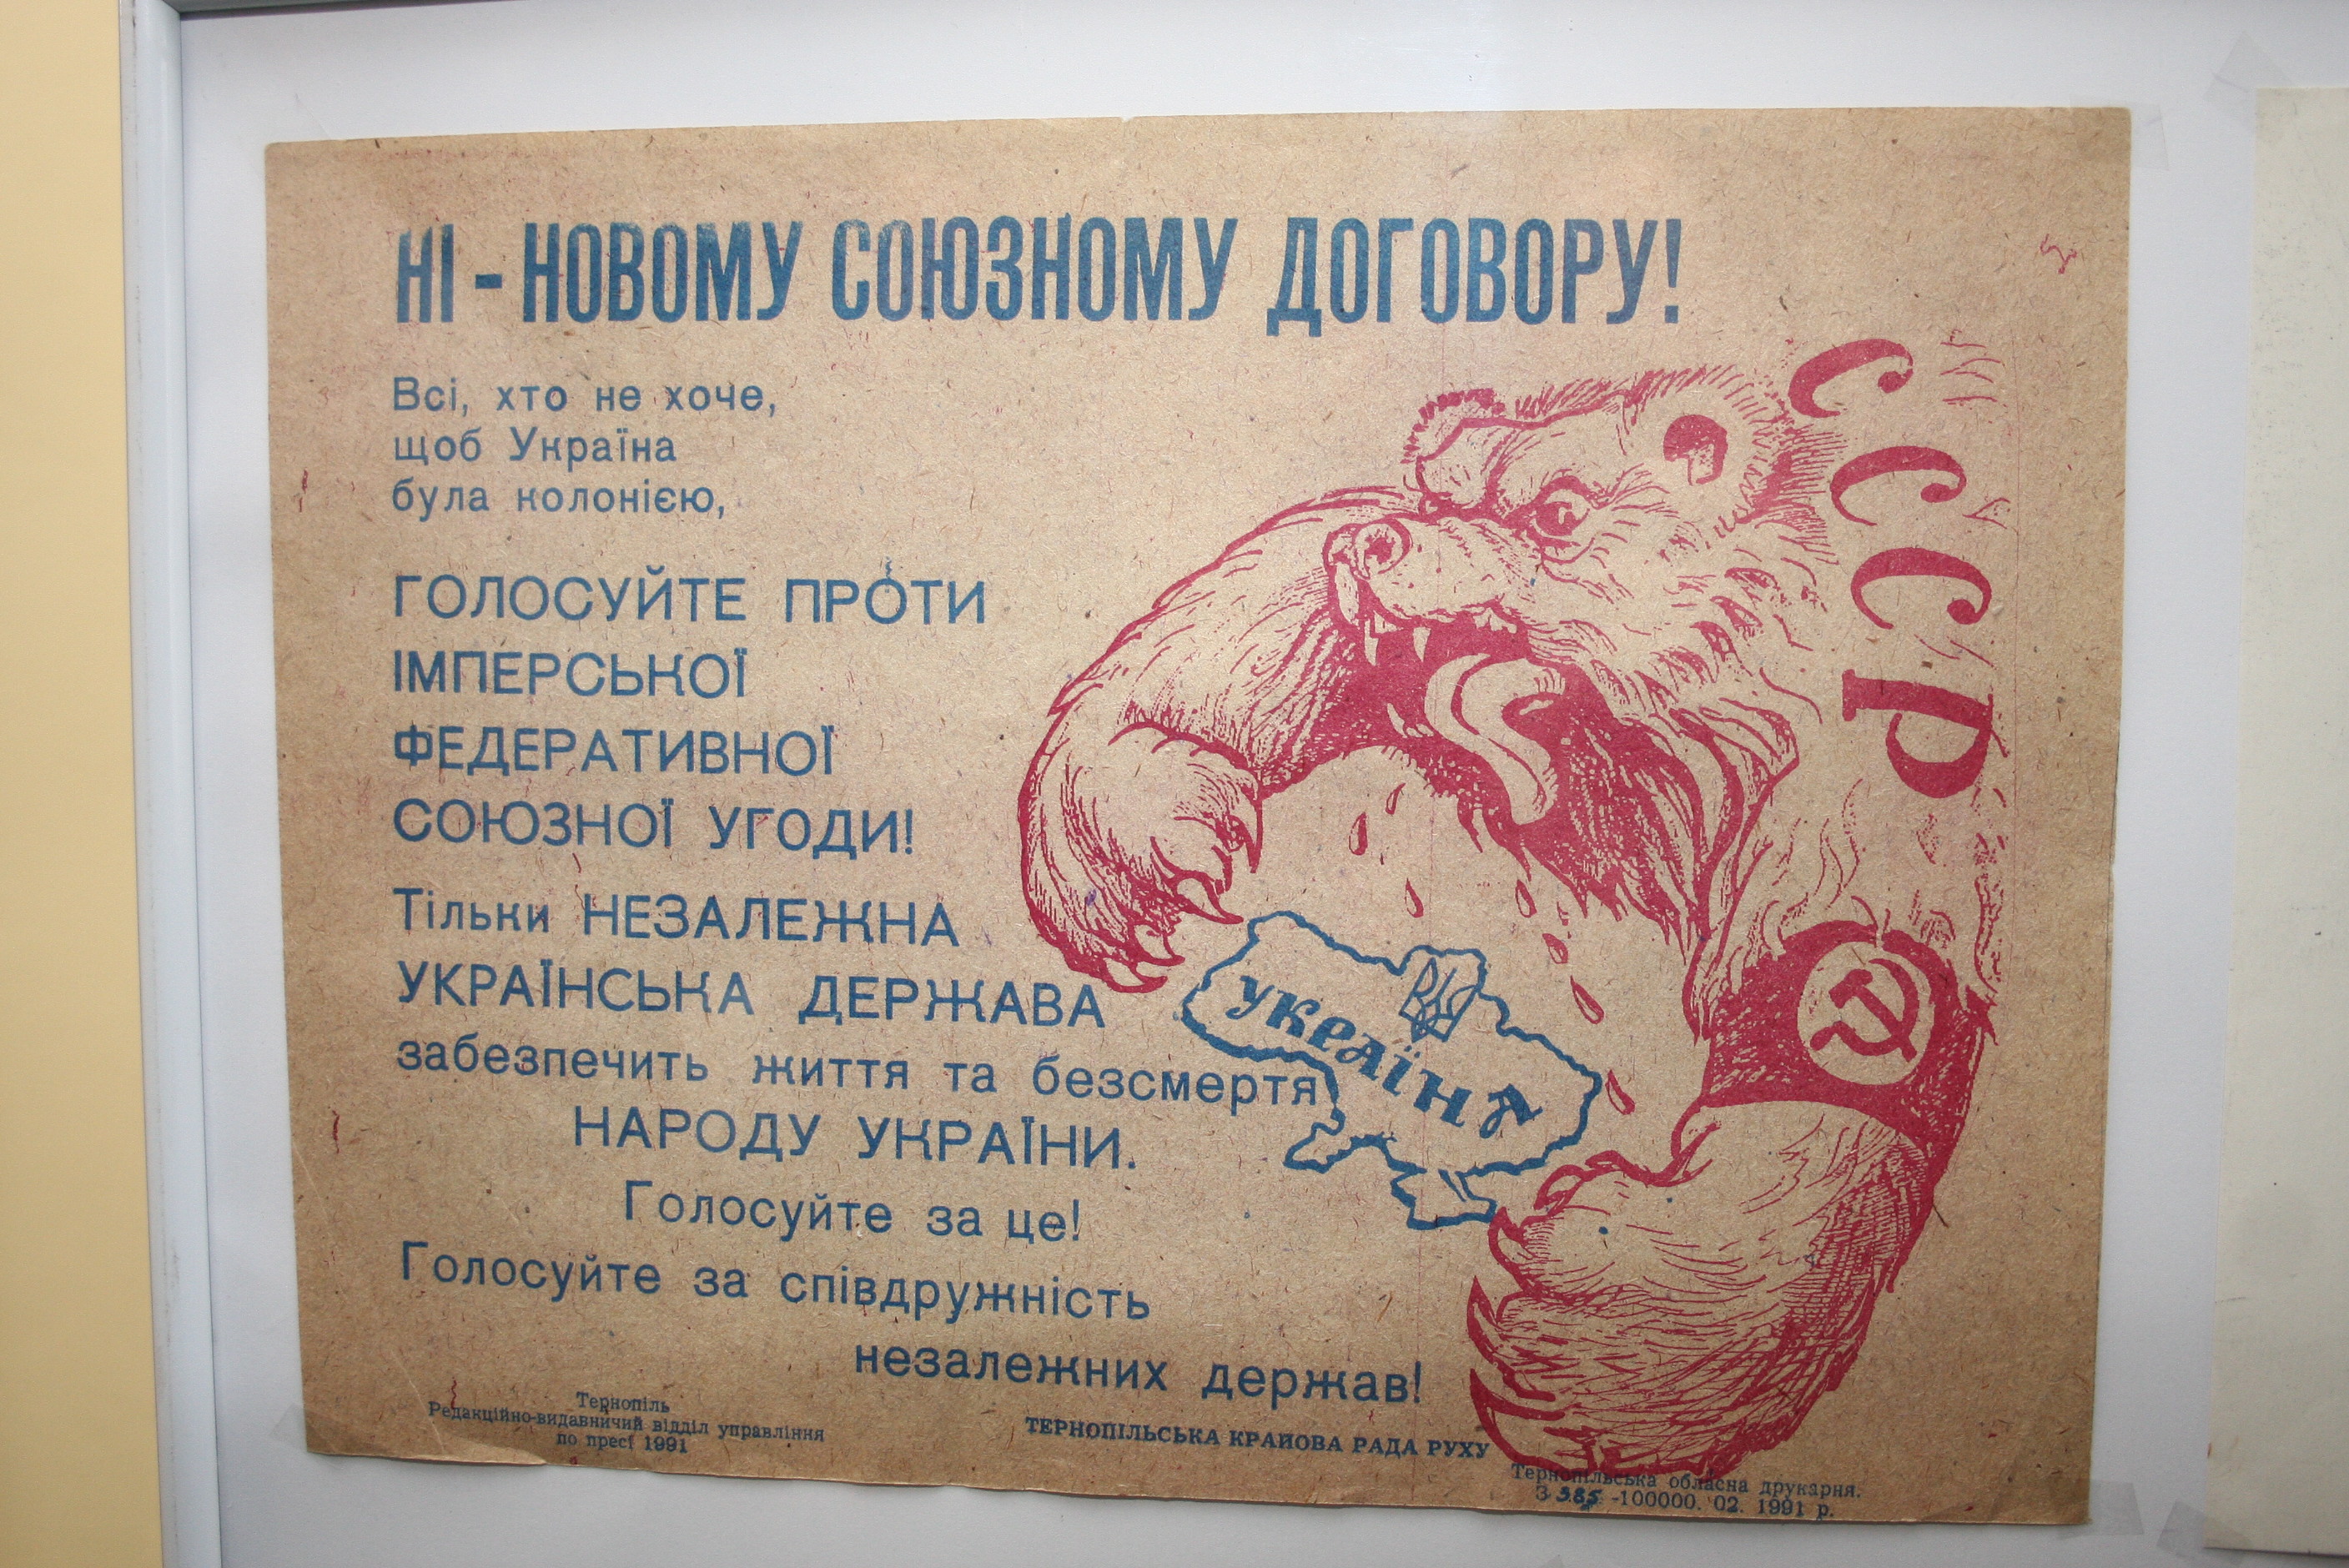 НІ - НОВОМУ СОЮЗНОМУ ДОГОВОРУ!
Всі, хто не хоче,
щоб Україна
була колонією,
ГОЛОСУЙТЕ ПРОТИ
ІМПЕРСЬКОЇ
ФЕДЕРАТИВНОЇ
СОЮЗНОЇ УГОДИ!
Тільки НЕЗАЛЕЖНА
УКРАЇНСЬКА ДЕРЖАВА
забезпечить життя та безсмертя
НАРОДУ УКРАЇНИ.
Голосуйте за це!
Голосуйте за співдружність
незалежних держав!
СССР
УКРАЇНА
Тернопіль
Редакційно-видавничий відділ управління
по пресі 1991
ТЕРНОПІЛЬСЬКА КРАЙОВА РАДА РУХУ
Тернопільська обласна друкарня.
З 385 -100000. 02. 1991 р.